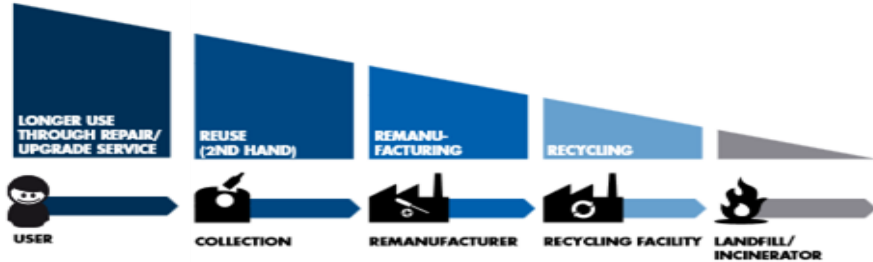 LONGER USE
THROUGH REPAIR/
UPGRADE SERVICE
REUSE
(2ND HAND)
REMANU-
FACTURING
RECYCLING
USER
COLLECTION
REMANUFACTURER
RECYCLING FACILITY
LANDFILL/
INCINERATOR